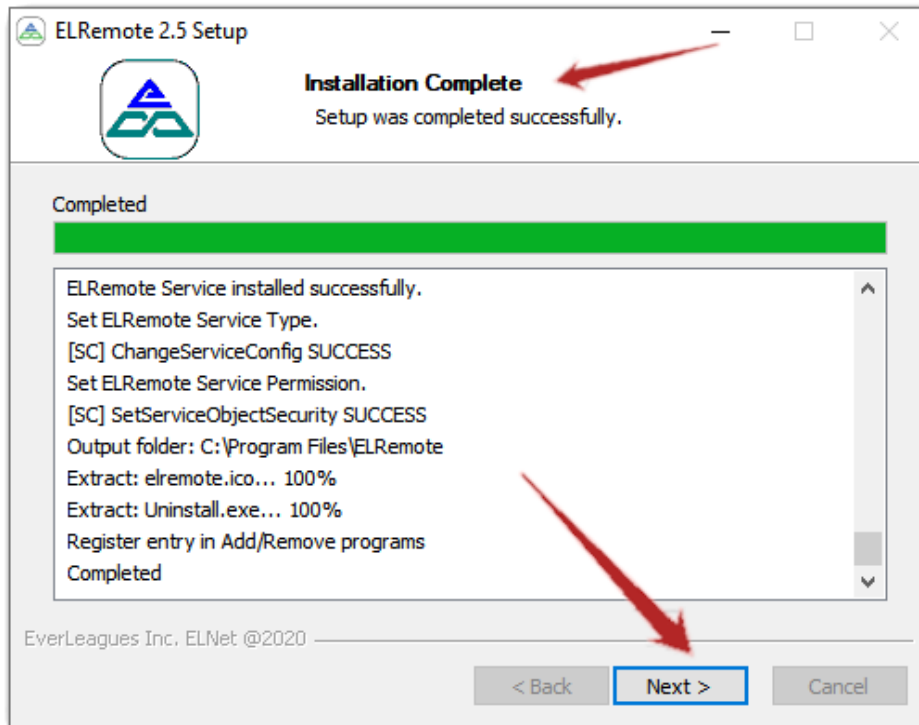 ELRemote 2.5 Setup
Installation Complete
Setup was completed successfully.
Completed
ELRemote Service installed successfully.
Set ELRemote Service Type.
[SC] ChangeServiceConfig SUCCESS
Set ELRemote Service Permission.
[SC] SetServiceObjectSecurity SUCCESS
Output folder: C:\Program Files\ELRemote
Extract: elremote.ico... 100%
Extract: Uninstall.exe... 100%
Register entry in Add/Remove programs
Completed
EverLeagues Inc. ELNet @2020
< Back Next > Cancel